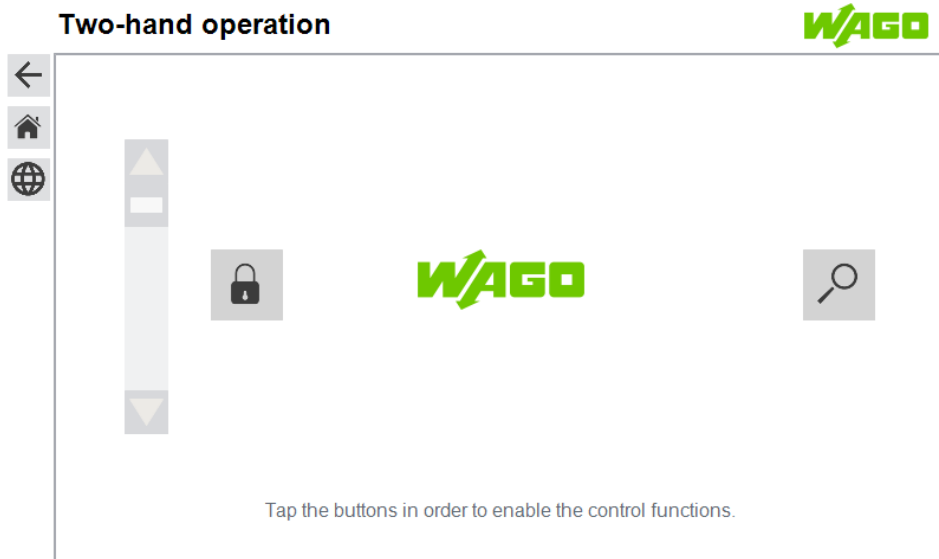 Two-hand operation
WAGO
WAGO
Tap the buttons in order to enable the control functions.